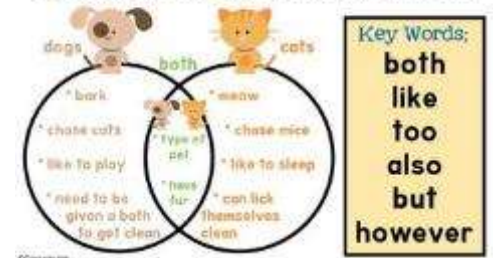 dogs
both
cats
* bark
* chase cats
* like to play
* need to be
given a bath
to get clean
* type of
pet
* have
fur
* meow
* chase mice
* like to sleep
* can lick
themselves
clean
Key Words;
both
like
too
also
but
however